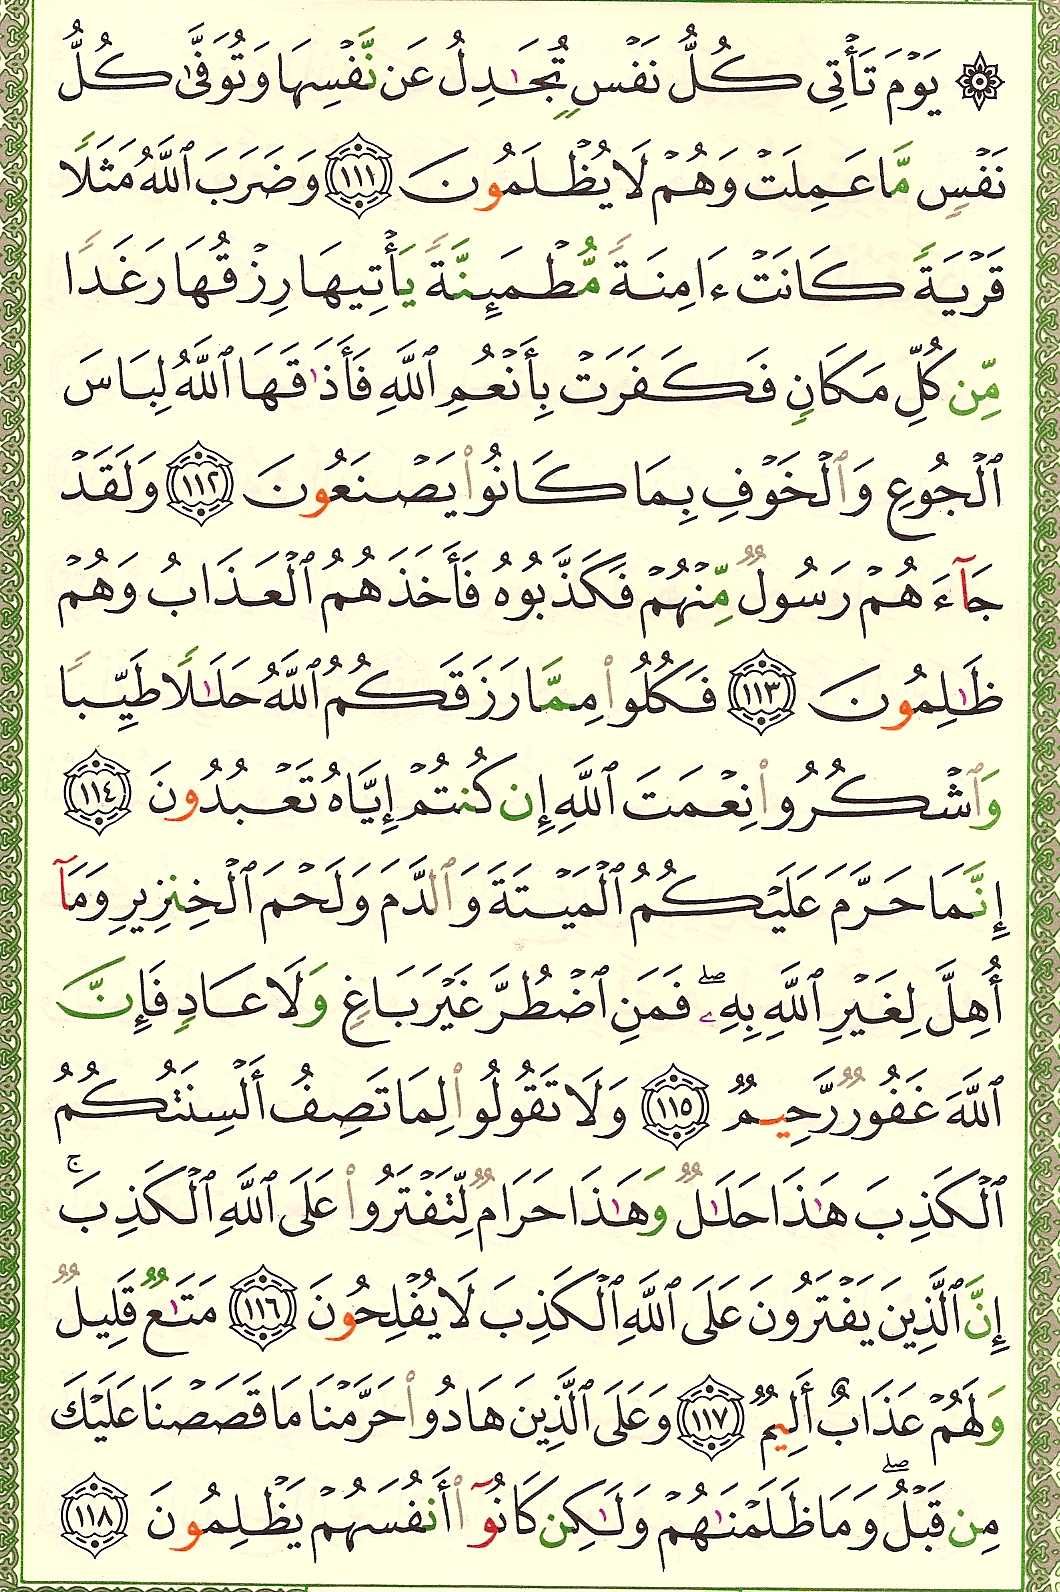 ۞ يَوْمَ تَأْتِى كُلُّ نَفْسٍ تُجَٰدِلُ عَن نَّفْسِهَا وَتُوَفَّىٰ كُلُّ
نَفْسٍ مَّا عَمِلَتْ وَهُمْ لَا يُظْلَمُونَ ١١١ وَضَرَبَ ٱللَّهُ مَثَلًا
قَرْيَةً كَانَتْ ءَامِنَةً مُّطْمَئِنَّةً يَأْتِيهَا رِزْقُهَا رَغَدًا
مِّن كُلِّ مَكَانٍ فَكَفَرَتْ بِأَنْعُمِ ٱللَّهِ فَأَذَٰقَهَا ٱللَّهُ لِبَاسَ
ٱلْجُوعِ وَٱلْخَوْفِ بِمَا كَانُوا۟ يَصْنَعُونَ ١١٢ وَلَقَدْ
جَآءَهُمْ رَسُولٌ مِّنْهُمْ فَكَذَّبُوهُ فَأَخَذَهُمُ ٱلْعَذَابُ وَهُمْ
ظَٰلِمُونَ ١١٣ فَكُلُوا۟ مِمَّا رَزَقَكُمُ ٱللَّهُ حَلَٰلًا طَيِّبًا
وَٱشْكُرُوا۟ نِعْمَتَ ٱللَّهِ إِن كُنتُمْ إِيَّاهُ تَعْبُدُونَ ١١٤
إِنَّمَا حَرَّمَ عَلَيْكُمُ ٱلْمَيْتَةَ وَٱلدَّمَ وَلَحْمَ ٱلْخِنزِيرِ وَمَآ
أُهِلَّ لِغَيْرِ ٱللَّهِ بِهِۦ ۖ فَمَنِ ٱضْطُرَّ غَيْرَ بَاغٍ وَلَا عَادٍ فَإِنَّ
ٱللَّهَ غَفُورٌ رَّحِيمٌ ١١٥ وَلَا تَقُولُوا۟ لِمَا تَصِفُ أَلْسِنَتُكُمُ
ٱلْكَذِبَ هَٰذَا حَلَٰلٌ وَهَٰذَا حَرَامٌ لِّتَفْتَرُوا۟ عَلَى ٱللَّهِ ٱلْكَذِبَ ۚ
إِنَّ ٱلَّذِينَ يَفْتَرُونَ عَلَى ٱللَّهِ ٱلْكَذِبَ لَا يُفْلِحُونَ ١١٦ مَتَٰعٌ قَلِيلٌ
وَلَهُمْ عَذَابٌ أَلِيمٌ ١١٧ وَعَلَى ٱلَّذِينَ هَادُوا۟ حَرَّمْنَا مَا قَصَصْنَا عَلَيْكَ
مِن قَبْلُ ۖ وَمَا ظَلَمْنَٰهُمْ وَلَٰكِن كَانُوٓا۟ أَنفُسَهُمْ يَظْلِمُونَ ١١٨